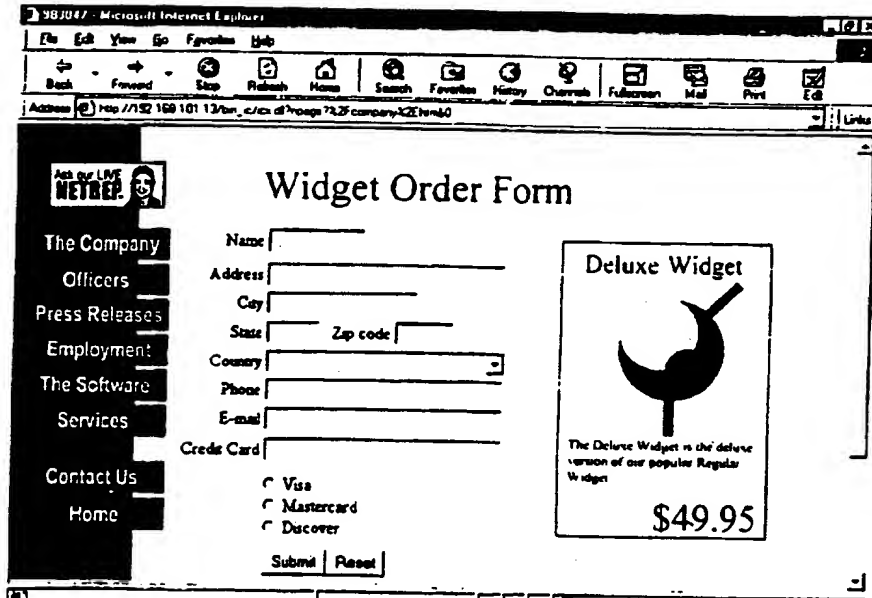 983047 - Microsoft Internet Explorer
File Edit View Go Favorites Help
Back Forward Stop Refresh Home Search Favorites History Channels Fullscreen Mail Print Edit
Address Links
Ask our LIVE
NETREP.
Widget Order Form
The Company
Officers
Press Releases
Employment
The Software
Services
Contact Us
Home
Name
Address
City
State Zip code
Country
Phone
E-mail
Credit Card
Visa
Mastercard
Discover
Submit Reset
Deluxe Widget
The Deluxe Widget is the deluxe
version of our popular Regular
Widget
$49.95